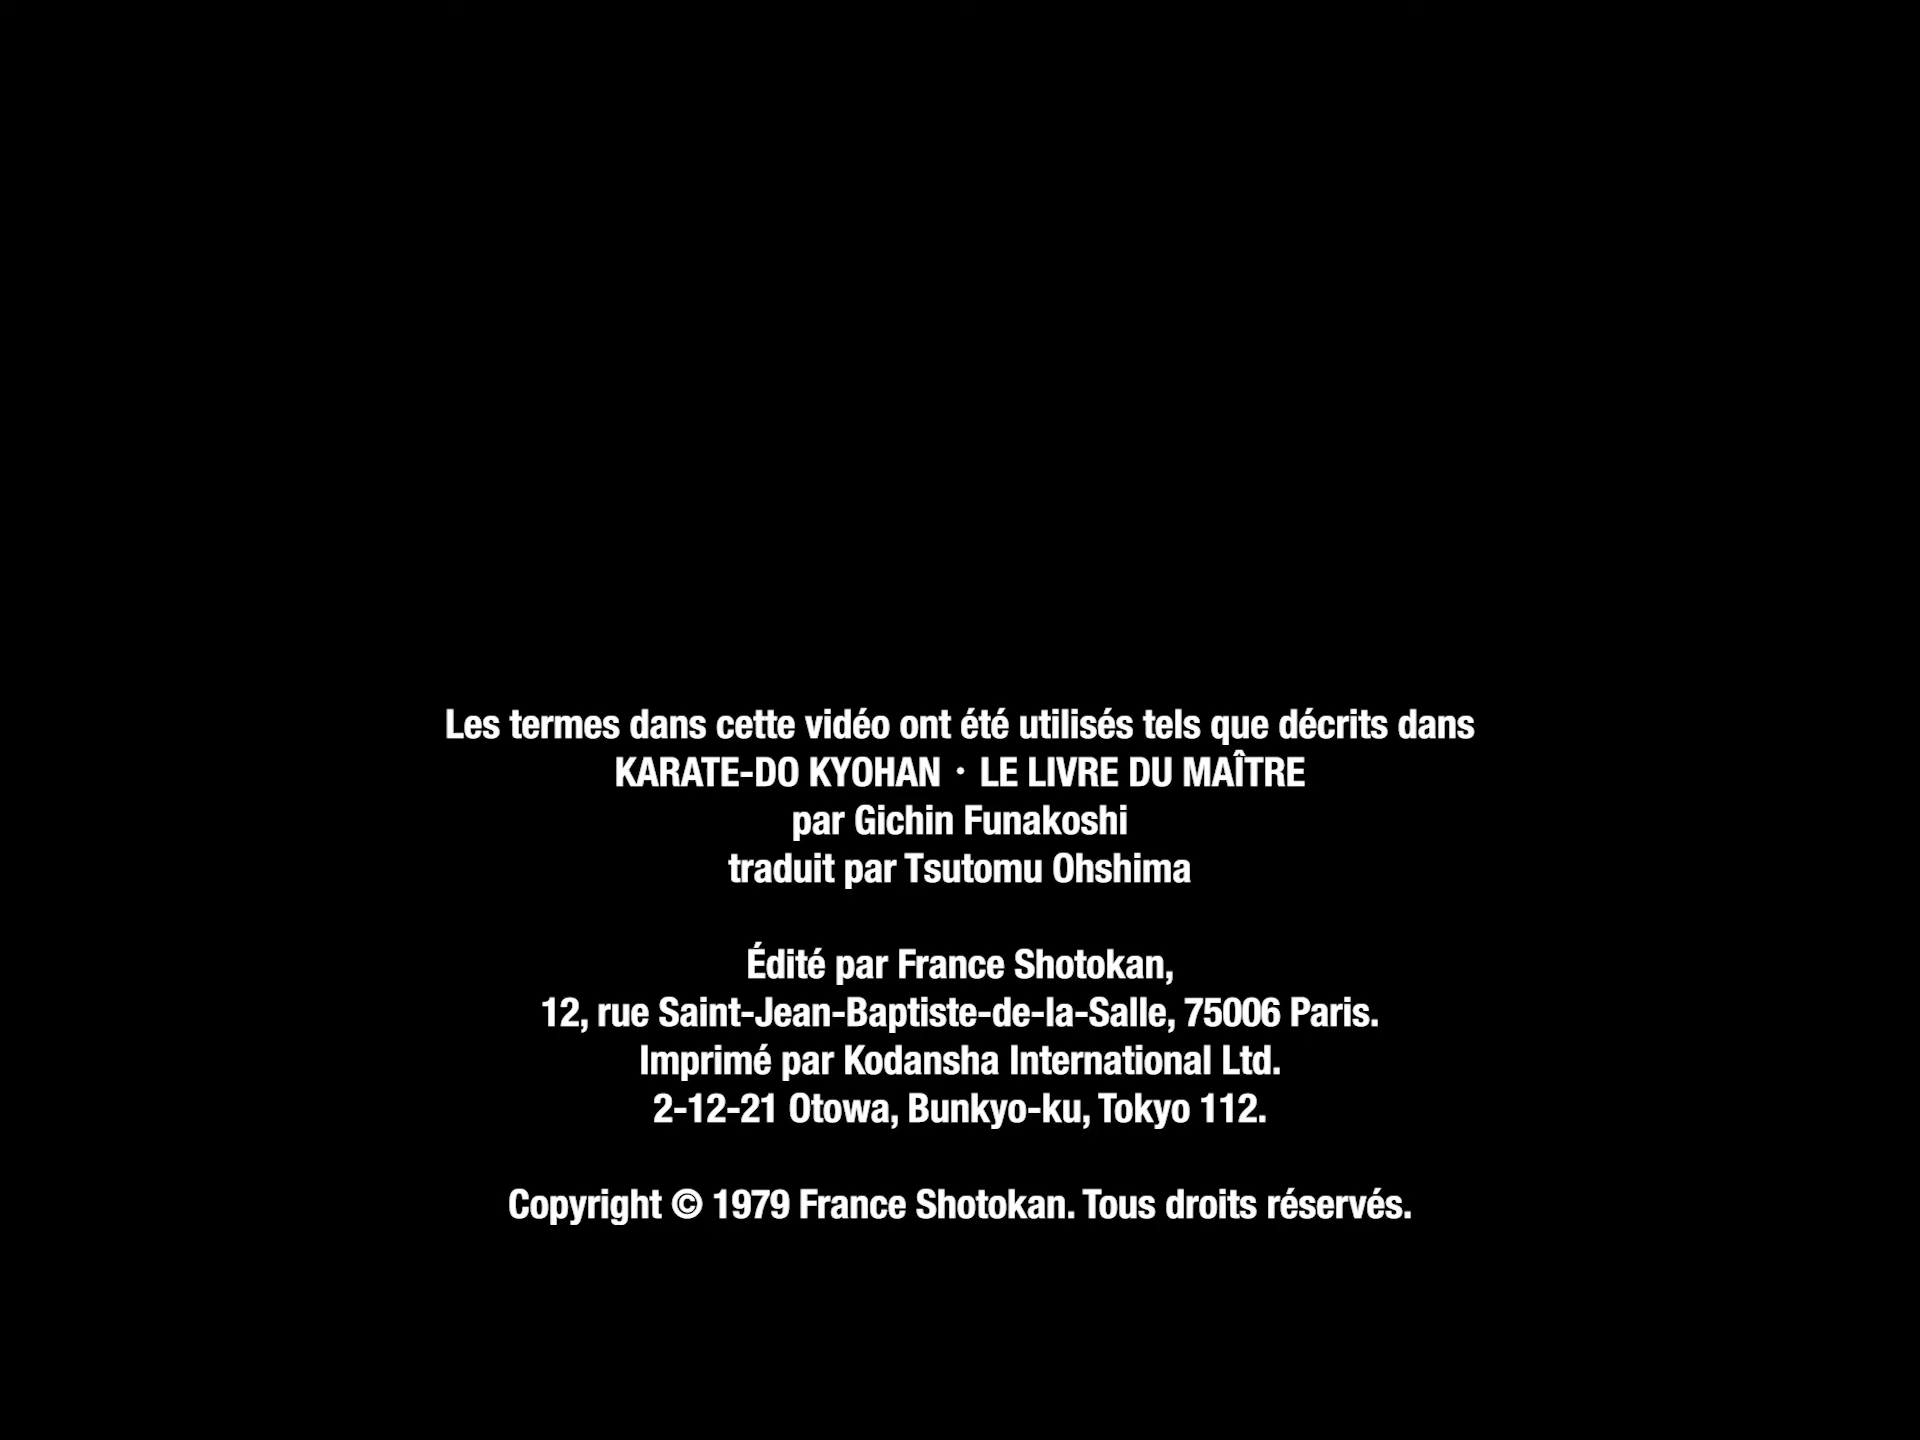 Les termes dans cette vidéo ont été utilisés tels que décrits dans
KARATE-DO KYOHAN · LE LIVRE DU MAÎTRE
par Gichin Funakoshi
traduit par Tsutomu Ohshima
Édité par France Shotokan,
12, rue Saint-Jean-Baptiste-de-la-Salle, 75006 Paris.
Imprimé par Kodansha International Ltd.
2-12-21 Otowa, Bunkyo-ku, Tokyo 112.
Copyright © 1979 France Shotokan. Tous droits réservés.